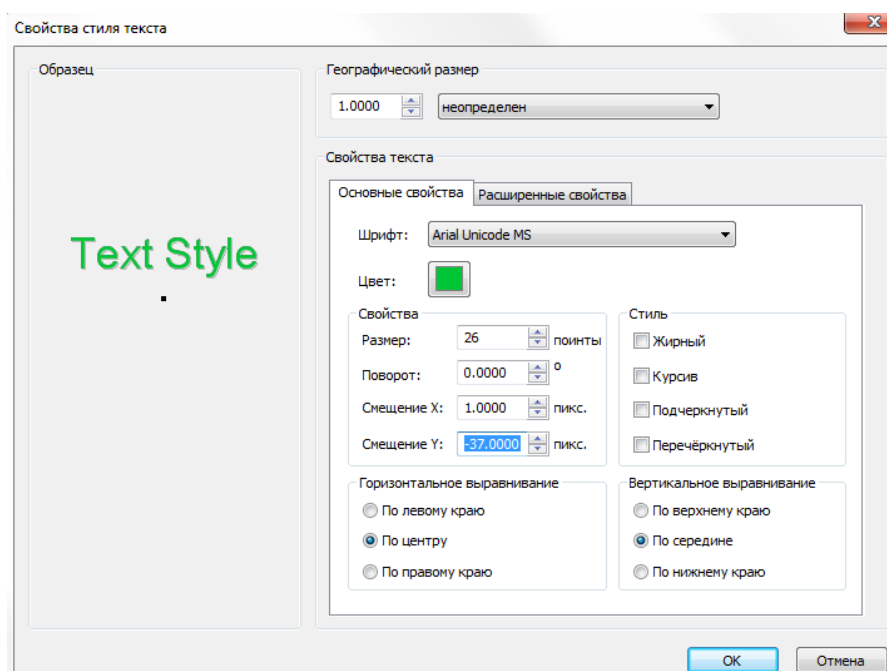 Свойства стиля текста
X
Образец
Text Style
Географический размер
1.0000 неопределен
Свойства текста
Основные свойства Расширенные свойства
Шрифт: Arial Unicode MS
Цвет:
Свойства
Размер: 26 поинты
Поворот: 0.0000 o
Смещение X: 1.0000 пикс.
Смещение Y: -37.0000 пикс.
Стиль
Жирный
Курсив
Подчеркнутый
Перечёркнутый
Горизонтальное выравнивание
По левому краю
По центру
По правому краю
Вертикальное выравнивание
По верхнему краю
По середине
По нижнему краю
OK Отмена